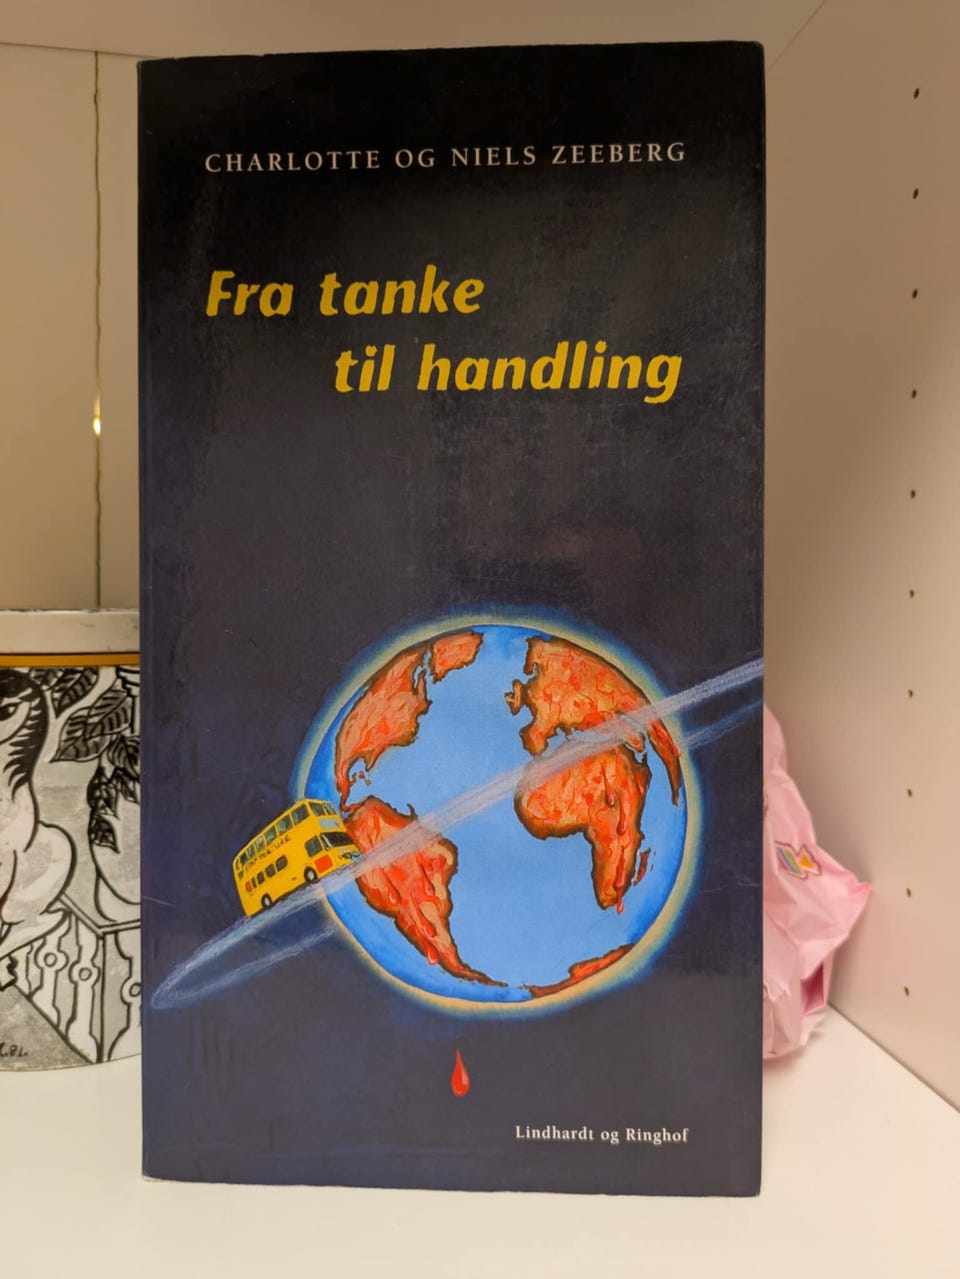 CHARLOTTE OG NIELS ZEEBERG
Fra tanke
til handling
Lindhardt og Ringhof